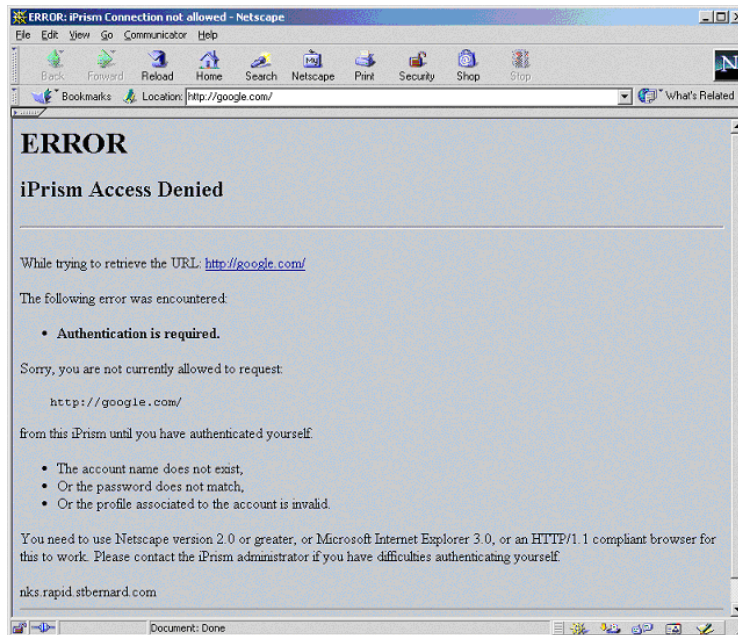 ERROR: iPrism Connection not allowed - Netscape
File Edit View Go Communicator Help
Back Forward Reload Home Search Netscape Print Security Shop Stop
Bookmarks Location: http://google.com/ What's Related
ERROR
iPrism Access Denied
While trying to retrieve the URL: http://google.com/
The following error was encountered:
• Authentication is required.
Sorry, you are not currently allowed to request:
http://google.com/
from this iPrism until you have authenticated yourself.
• The account name does not exist,
• Or the password does not match,
• Or the profile associated to the account is invalid.
You need to use Netscape version 2.0 or greater, or Microsoft Internet Explorer 3.0, or an HTTP/1.1 compliant browser for
this to work. Please contact the iPrism administrator if you have difficulties authenticating yourself.
nks.rapid.stbernard.com
Document: Done